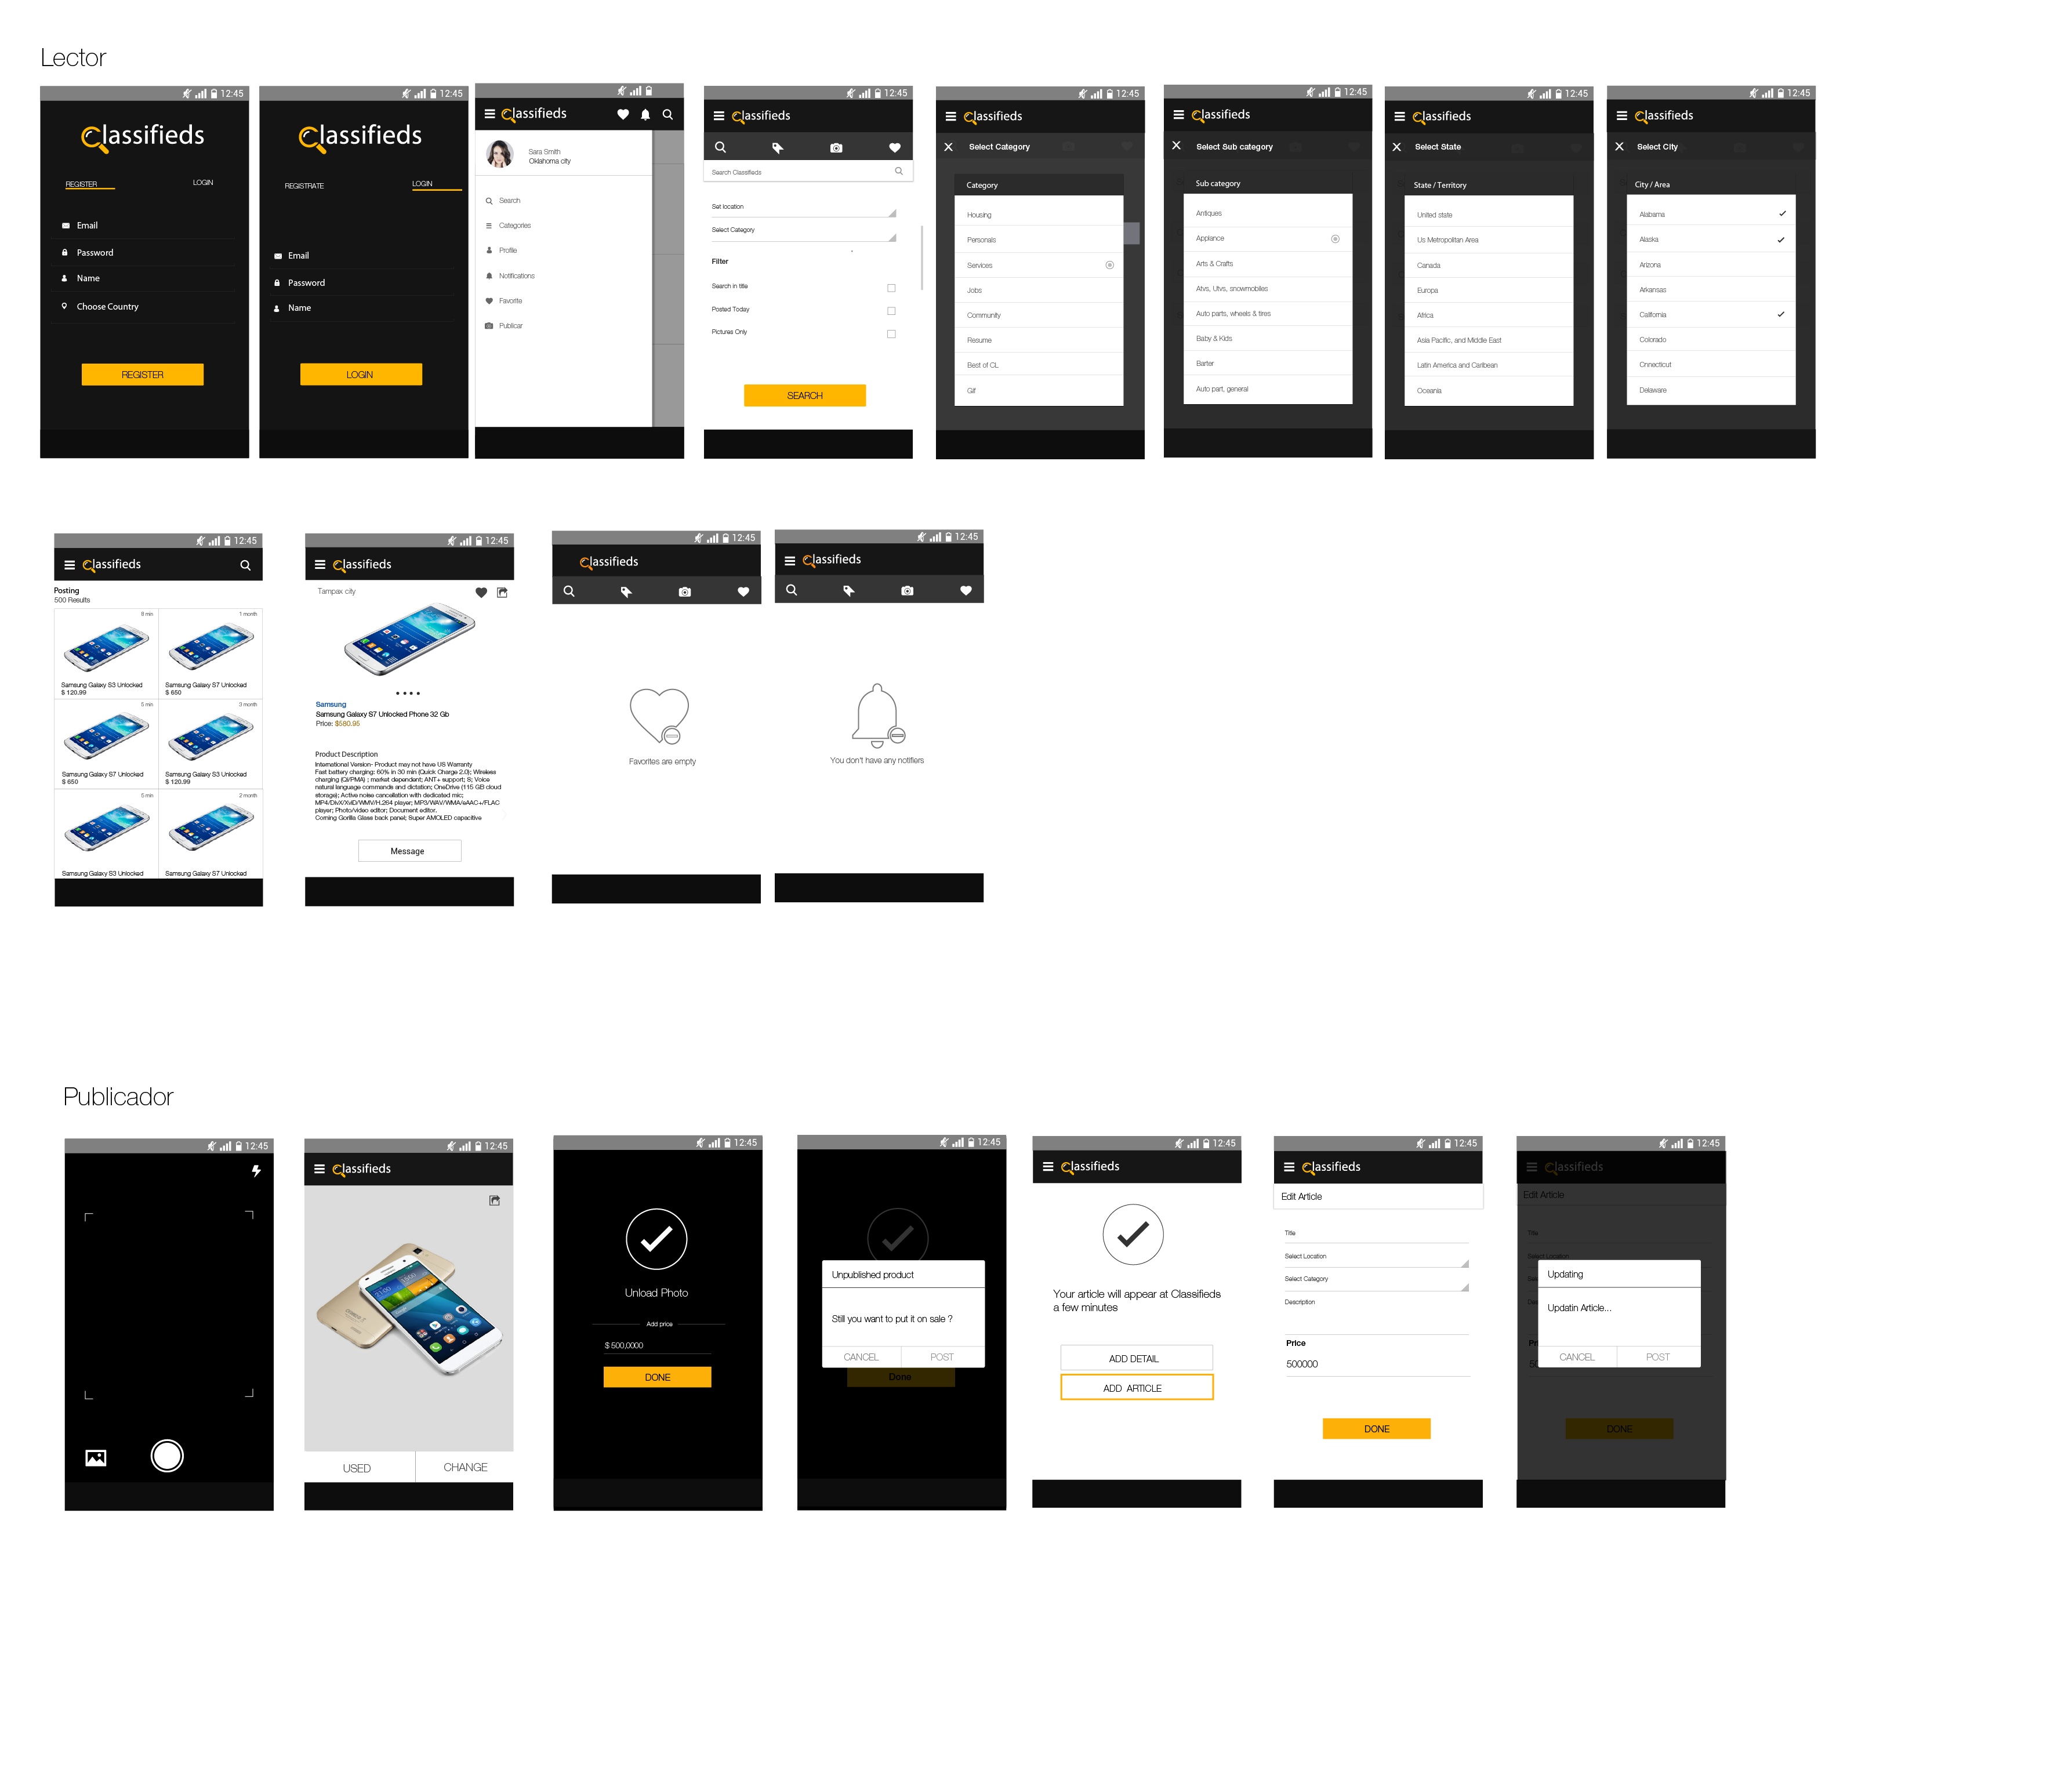 Lector
12:45
Classifieds
REGISTER
LOGIN
Email
Password
Name
Choose Country
REGISTER
12:45
Classifieds
REGISTRATE
LOGIN
Email
Password
Name
LOGIN
Classifieds
Sara Smith
Oklahoma city
Search
Categories
Profile
Notifications
Favorite
Publicar
12:45
Classifieds
Search Classifieds
Set location
Select Category
Filter
Search in title
Posted Today
Pictures Only
SEARCH
12:45
Classifieds
Select Category
Category
Housing
Personals
Services
Jobs
Community
Resume
Best of CL
Gif
12:45
Classifieds
Select Sub category
Sub category
Antiques
Appliance
Arts & Crafts
Atvs, Utvs, snowmobiles
Auto parts, wheels & tires
Baby & Kids
Barter
Auto part, general
12:45
Classifieds
Select State
State / Territory
United state
Us Metropolitan Area
Canada
Europa
Africa
Asia Pacific, and Middle East
Latin America and Caribean
Oceania
12:45
Classifieds
Select City
City / Area
Alabama
Alaska
Arizona
Arkansas
California
Colorado
Cnnecticut
Delaware
12:45
Classifieds
Posting
500 Results
8 min
1 month
Samsung Galaxy S3 Unlocked
$ 120.99
Samsung Galaxy S7 Unlocked
$ 650
5 min
3 month
Samsung Galaxy S7 Unlocked
$ 650
Samsung Galaxy S3 Unlocked
$ 120.99
5 min
2 month
Samsung Galaxy S3 Unlocked
Samsung Galaxy S7 Unlocked
12:45
Classifieds
Tampax city
Samsung
Samsung Galaxy S7 Unlocked Phone 32 Gb
Price: $580.95
Product Description
International Version- Product may not have US Warranty
Fast battery charging: 60% in 30 min (Quick Charge 2.0); Wireless
charging (Qi/PMA) ; market dependent; ANT+ support; S; Voice
natural language commands and dictation; OneDrive (115 GB cloud
storage); Active noise cancellation with dedicated mic;
MP4/DivX/XviD/WMV/H.264 player; MP3/WAV/WMA/eAAC+/FLAC
player; Photo/video editor; Document editor.
Corning Gorilla Glass back panel; Super AMOLED capacitive
Message
12:45
Classifieds
Favorites are empty
12:45
Classifieds
You don't have any notifiers
Publicador
12:45
12:45
Classifieds
USED
CHANGE
12:45
Unload Photo
Add price
$ 500,0000
DONE
12:45
Unpublished product
Still you want to put it on sale ?
CANCEL
POST
Done
12:45
Classifieds
Your article will appear at Classifieds
a few minutes
ADD DETAIL
ADD ARTICLE
12:45
Classifieds
Edit Article
Title
Select Location
Select Category
Description
Price
500000
DONE
12:45
Classifieds
Edit Article
Title
Select Location
Updating
Updatin Article...
CANCEL
POST
DONE